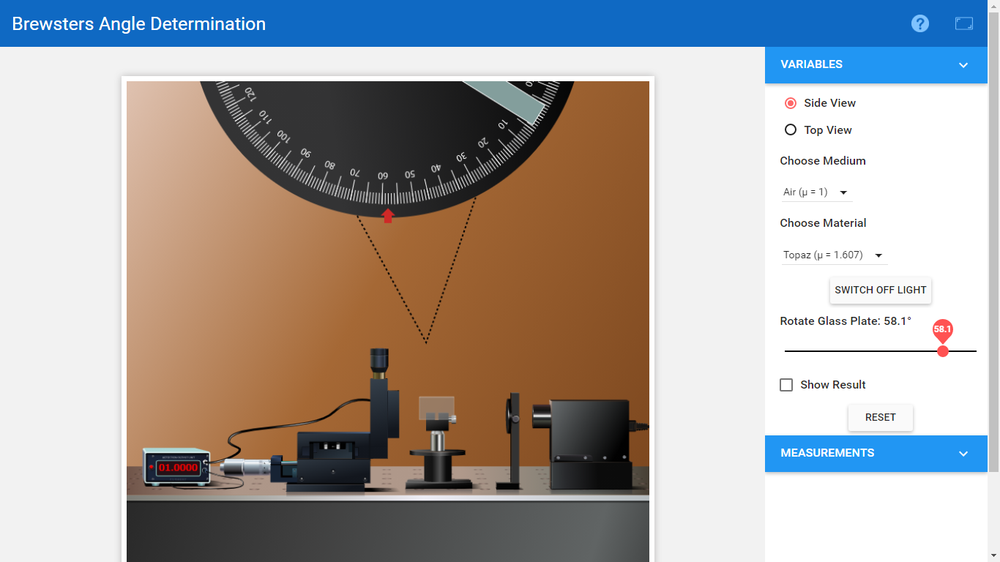 Brewsters Angle Determination
?
VARIABLES
Side View
Top View
Choose Medium
Air (μ = 1)
Choose Material
Topaz (μ = 1.607)
SWITCH OFF LIGHT
Rotate Glass Plate: 58.1°
58.1
Show Result
RESET
MEASUREMENTS
120
110
100
90
80
70
60
50
40
30
20
10
01.0000